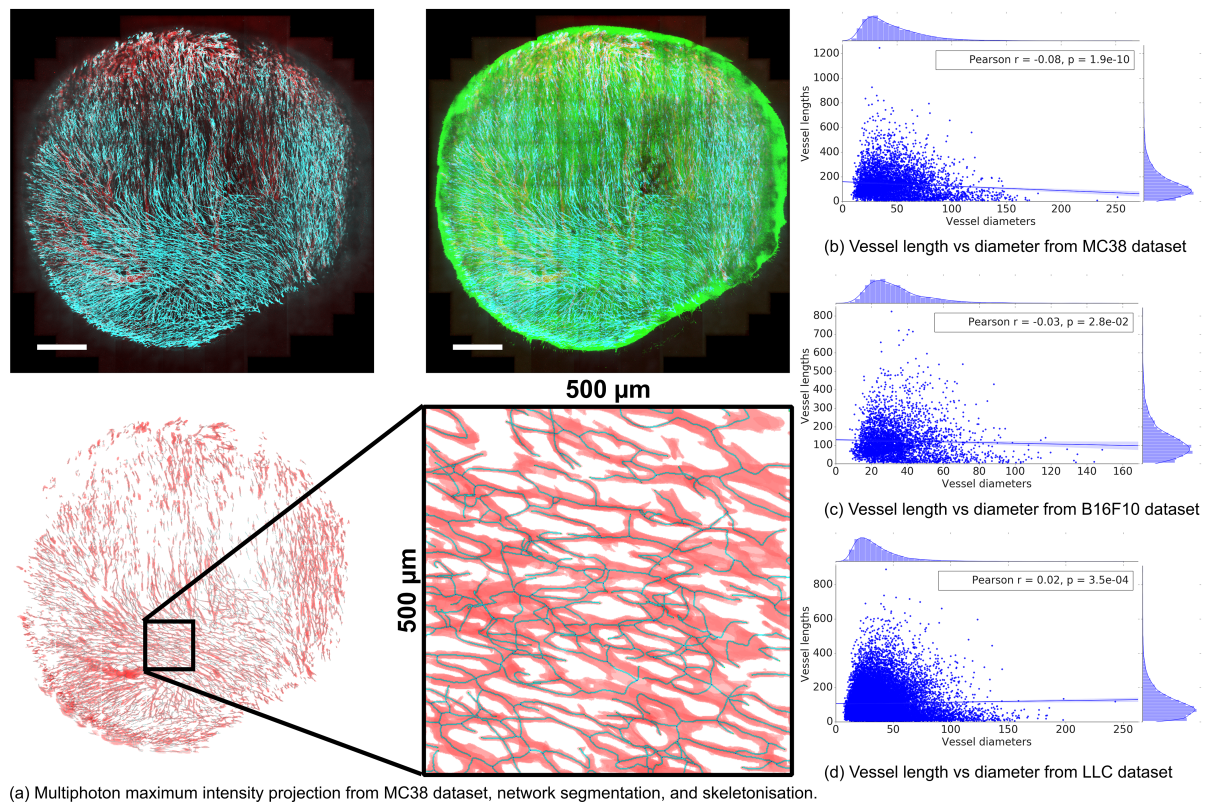 500 µm
500 µm
(a) Multiphoton maximum intensity projection from MC38 dataset, network segmentation, and skeletonisation.
Pearson r = -0.08, p = 1.9e-10
Vessel lengths
1200
1000
800
600
400
200
0
0 50 100 150 200 250
Vessel diameters
(b) Vessel length vs diameter from MC38 dataset
Pearson r = -0.03, p = 2.8e-02
Vessel lengths
800
700
600
500
400
300
200
100
0
0 20 40 60 80 100 120 140 160
Vessel diameters
(c) Vessel length vs diameter from B16F10 dataset
Pearson r = 0.02, p = 3.5e-04
Vessel lengths
800
600
400
200
0
0 50 100 150 200 250
Vessel diameters
(d) Vessel length vs diameter from LLC dataset